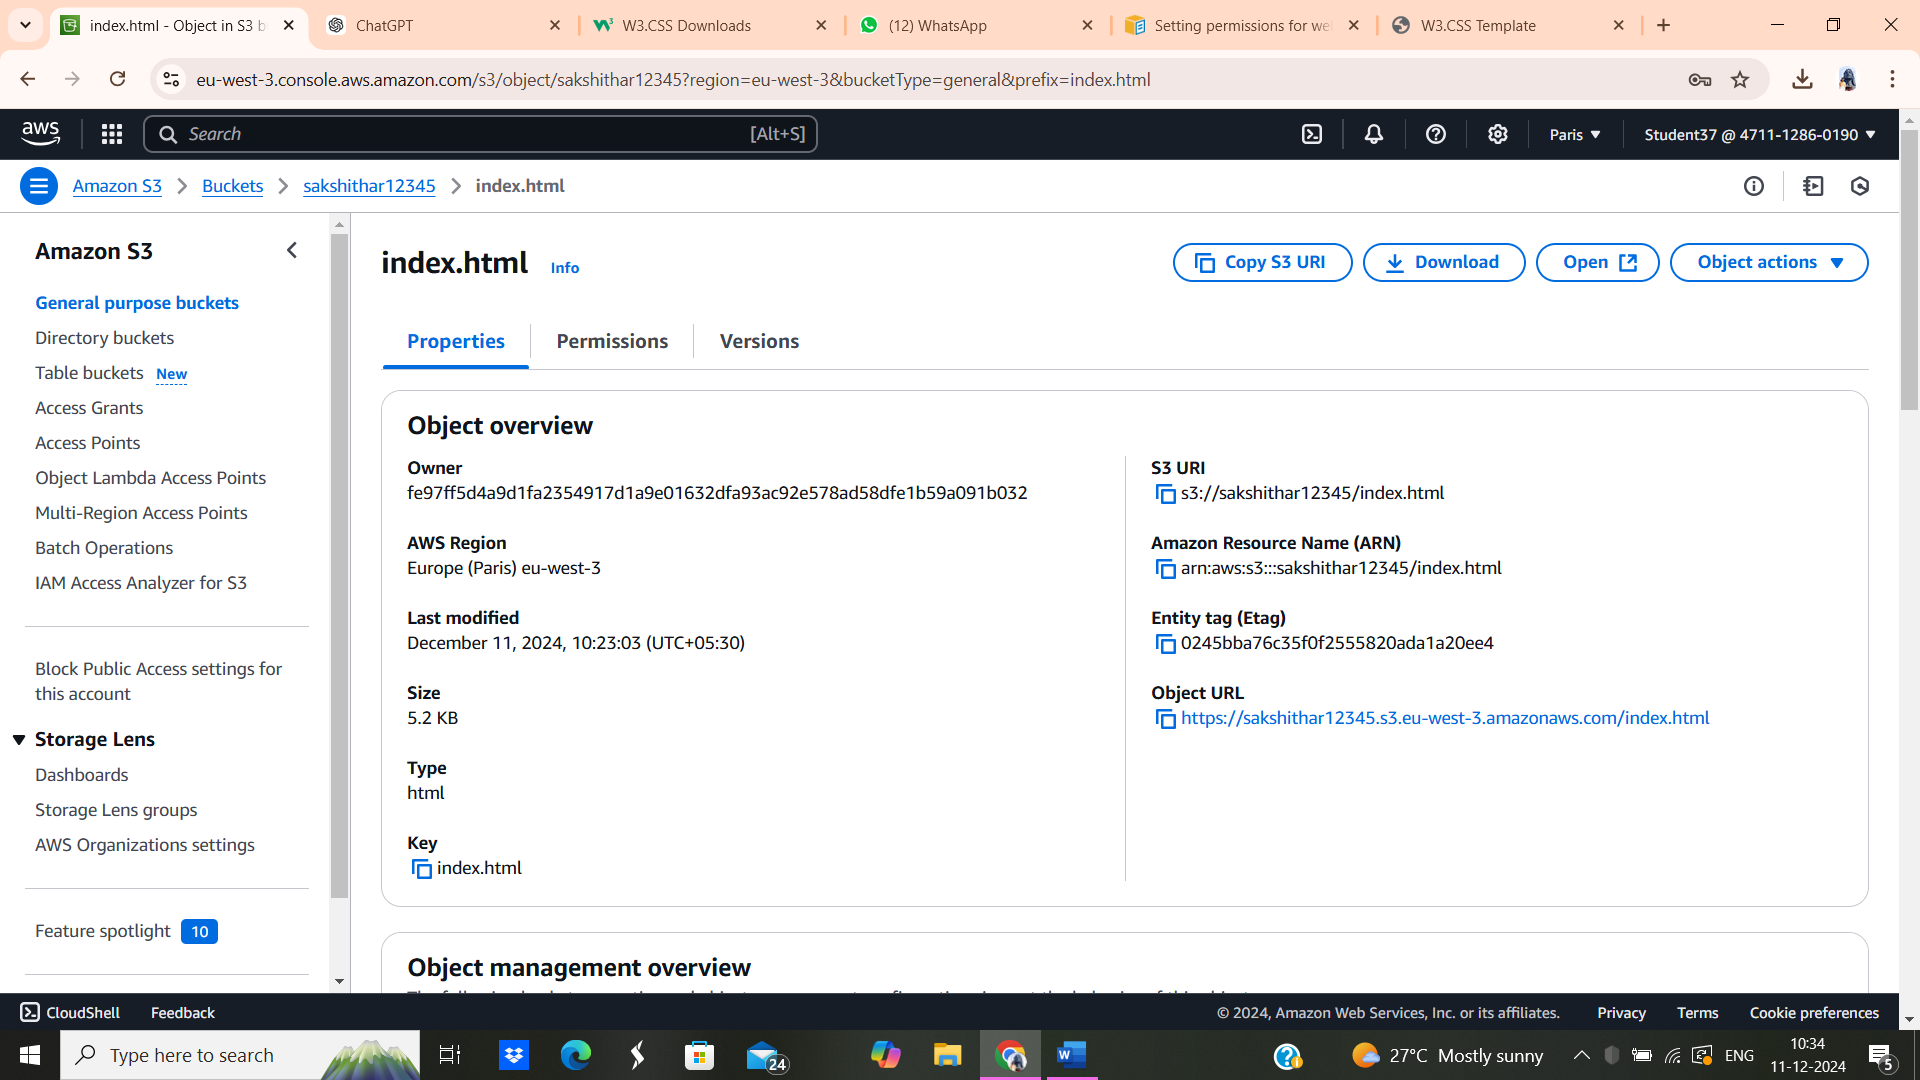 index.html - Object in S3 b
ChatGPT
W3.CSS Downloads
(12) WhatsApp
Setting permissions for we
W3.CSS Template
eu-west-3.console.aws.amazon.com/s3/object/sakshithar12345?region=eu-west-3&bucketType=general&prefix=index.html
aws
Search
[Alt+S]
Paris
Student37 @ 4711-1286-0190
Amazon S3
Buckets
sakshithar12345
index.html
Amazon S3
General purpose buckets
Directory buckets
Table buckets New
Access Grants
Access Points
Object Lambda Access Points
Multi-Region Access Points
Batch Operations
IAM Access Analyzer for S3
Block Public Access settings for
this account
Storage Lens
Dashboards
Storage Lens groups
AWS Organizations settings
Feature spotlight 10
index.html Info
Copy S3 URI
Download
Open
Object actions
Properties
Permissions
Versions
Object overview
Owner
fe97ff5d4a9d1fa2354917d1a9e01632dfa93ac92e578ad58dfe1b59a091b032
AWS Region
Europe (Paris) eu-west-3
Last modified
December 11, 2024, 10:23:03 (UTC+05:30)
Size
5.2 KB
Type
html
Key
index.html
S3 URI
s3://sakshithar12345/index.html
Amazon Resource Name (ARN)
arn:aws:s3:::sakshithar12345/index.html
Entity tag (Etag)
0245bba76c35f0f2555820ada1a20ee4
Object URL
https://sakshithar12345.s3.eu-west-3.amazonaws.com/index.html
Object management overview
CloudShell
Feedback
© 2024, Amazon Web Services, Inc. or its affiliates.
Privacy
Terms
Cookie preferences
Type here to search
24
27°C Mostly sunny
ENG
10:34
11-12-2024
5